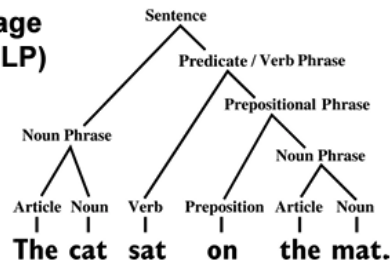 age
LP)
Sentence
Predicate / Verb Phrase
Prepositional Phrase
Noun Phrase
Noun Phrase
Article Noun Verb Preposition Article Noun
The cat sat on the mat.